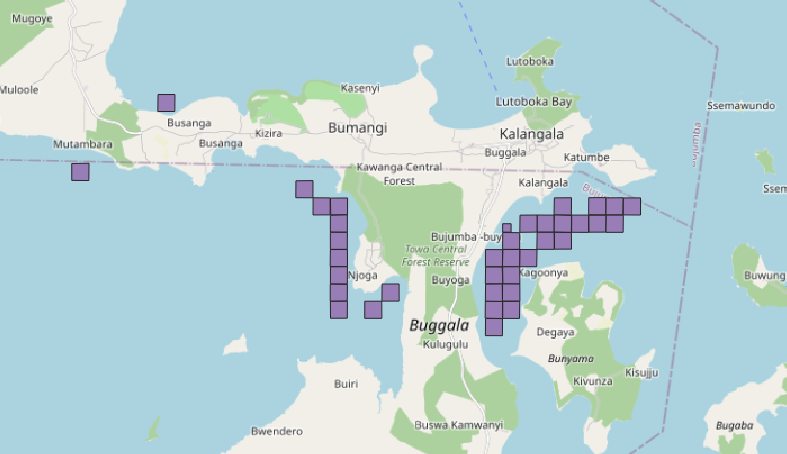 Mugoye
Lutoboka
Muloole
Kasenyi
Lutoboka Bay
Ssemawundo
Busanga
Bumangi
Kizira
Kalangala
Mutambara
Busanga
Buggala
Katumbe
Bujumba
Kawanga Central
Forest
Kalangala
Ssem
Bujumba -buy
Towa Central
Forest Reserve
Njoga
Buyoga
Kagoonya
Buwung
Buggala
Degaya
Kulugulu
Bunyama
Kisujju
Buiri
Kivunza
Bwendero
Buswa Kamwanyi
Bugaba